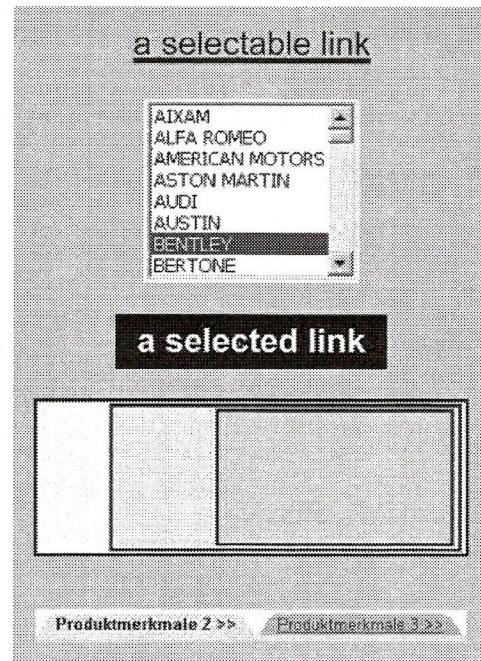 a selectable link
AIXAM
ALFA ROMEO
AMERICAN MOTORS
ASTON MARTIN
AUDI
AUSTIN
BENTLEY
BERTONE
a selected link
Produktmerkmale 2 >> Produktmerkmale 3 >>